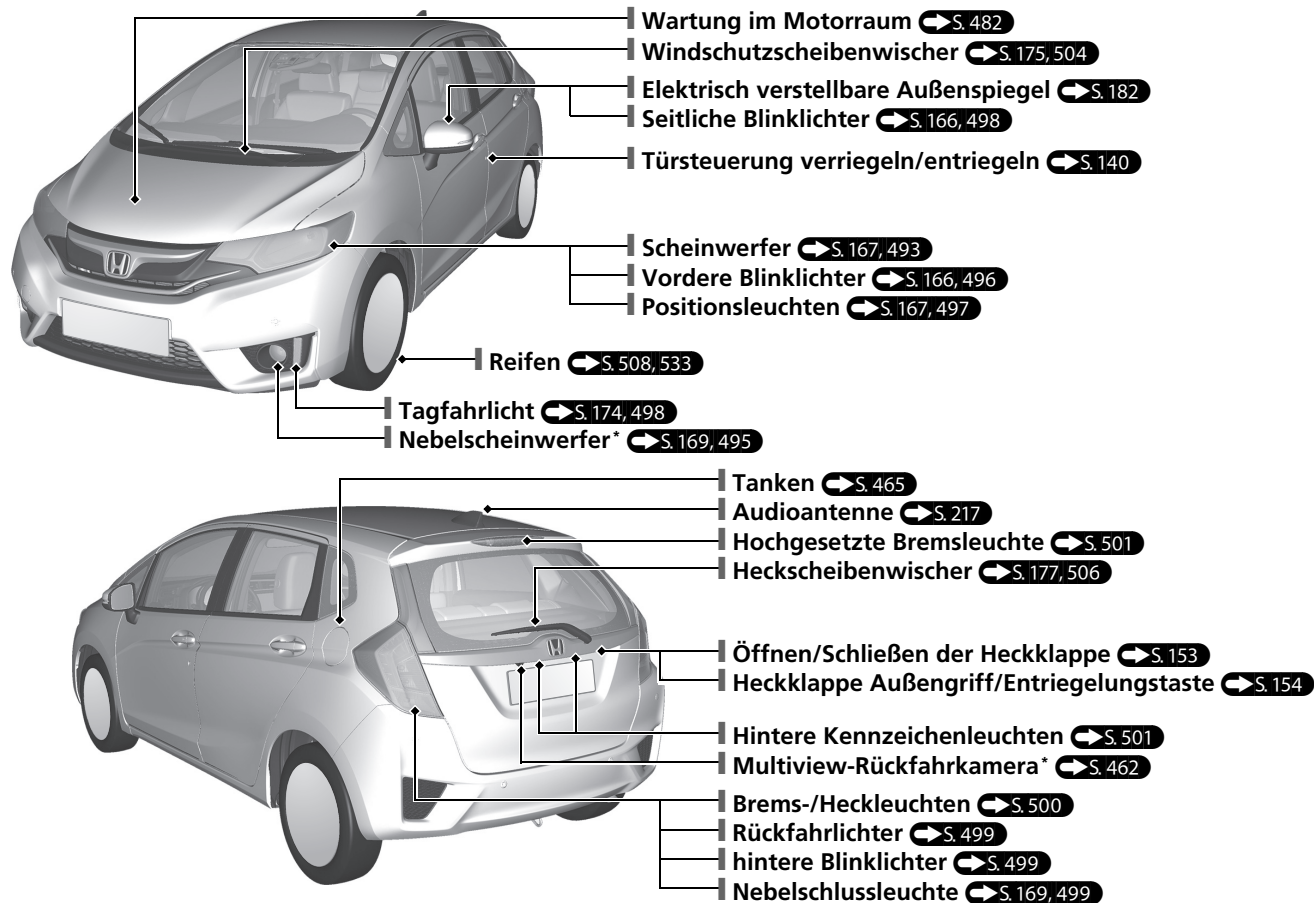 Wartung im Motorraum S. 482
Windschutzscheibenwischer S. 175, 504
Elektrisch verstellbare Außenspiegel S. 182
Seitliche Blinklichter S. 166, 498
Türsteuerung verriegeln/entriegeln S. 140
Scheinwerfer S. 167, 493
Vordere Blinklichter S. 166, 496
Positionsleuchten S. 167, 497
Reifen S. 508, 533
Tagfahrlicht S. 174, 498
Nebelscheinwerfer* S. 169, 495
Tanken S. 465
Audioantenne S. 217
Hochgesetzte Bremsleuchte S. 501
Heckscheibenwischer S. 177, 506
Öffnen/Schließen der Heckklappe S. 153
Heckklappe Außengriff/Entriegelungstaste S. 154
Hintere Kennzeichenleuchten S. 501
Multiview-Rückfahrkamera* S. 462
Brems-/Heckleuchten S. 500
Rückfahrlichter S. 499
hintere Blinklichter S. 499
Nebelschlussleuchte S. 169, 499